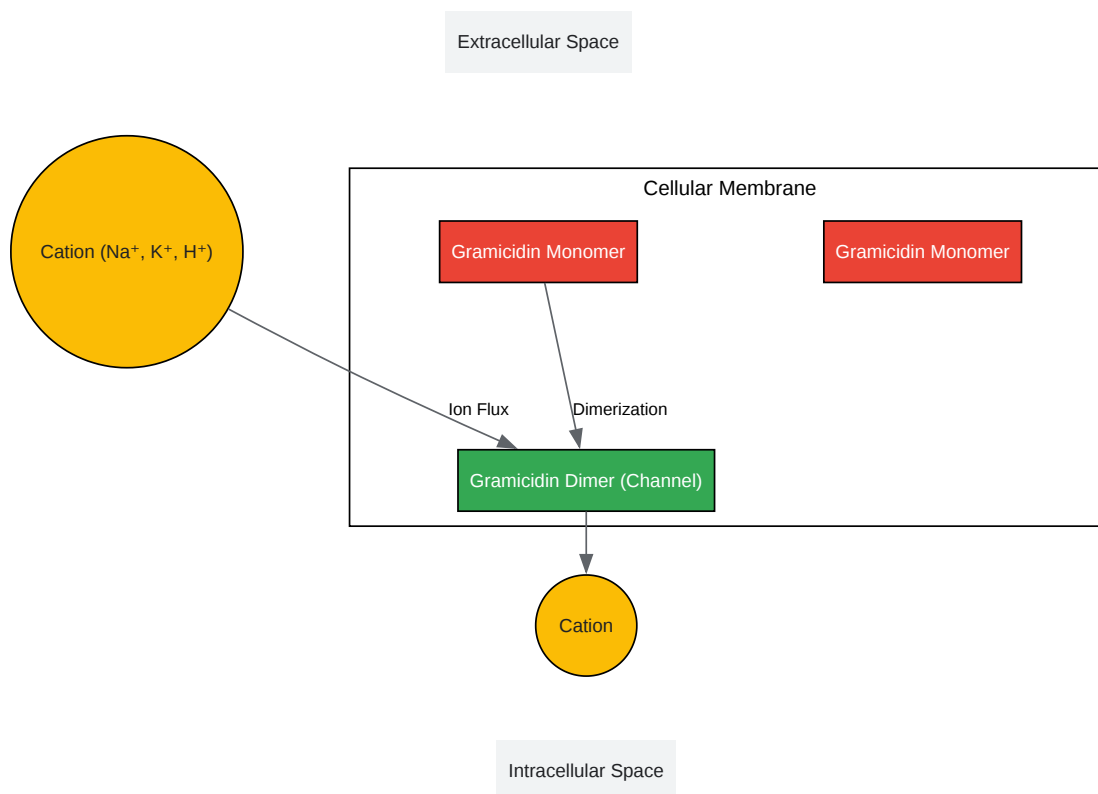 Extracellular Space
Cellular Membrane
Cation (Na⁺, K⁺, H⁺)
Gramicidin Monomer
Gramicidin Monomer
Ion Flux
Dimerization
Gramicidin Dimer (Channel)
Cation
Intracellular Space